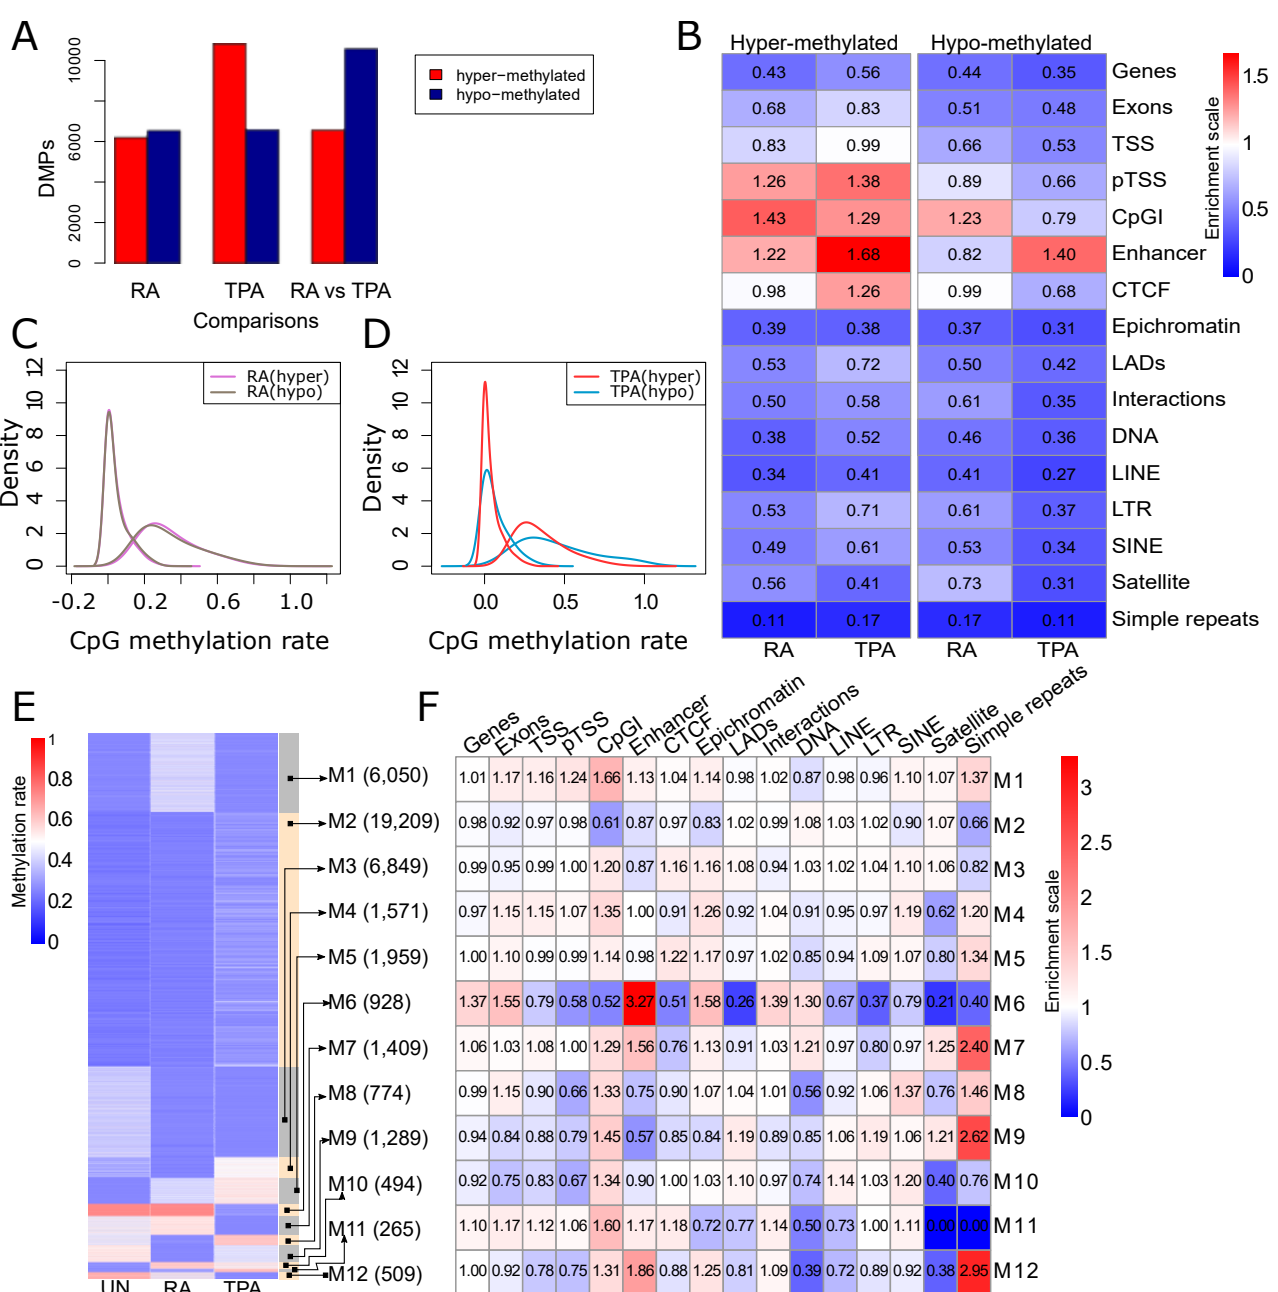 A
10000
6000
2000
0
DMPs
hyper-methylated
hypo-methylated
RA TPA RA vs TPA
Comparisons
B
Hyper-methylated Hypo-methylated
0.43 0.56 0.44 0.35 Genes
0.68 0.83 0.51 0.48 Exons
0.83 0.99 0.66 0.53 TSS
1.26 1.38 0.89 0.66 pTSS
1.43 1.29 1.23 0.79 CpGI
1.22 1.68 0.82 1.40 Enhancer
0.98 1.26 0.99 0.68 CTCF
0.39 0.38 0.37 0.31 Epichromatin
0.53 0.72 0.50 0.42 LADs
0.50 0.58 0.61 0.35 Interactions
0.38 0.52 0.46 0.36 DNA
0.34 0.41 0.41 0.27 LINE
0.53 0.71 0.61 0.37 LTR
0.49 0.61 0.53 0.34 SINE
0.56 0.41 0.73 0.31 Satellite
0.11 0.17 0.17 0.11 Simple repeats
RA TPA RA TPA
Enrichment scale
1.5
1
0.5
0
C
12
10
8
6
4
2
0
Density
RA(hyper)
RA(hypo)
-0.2 0.2 0.6 1.0
CpG methylation rate
D
12
10
8
6
4
2
0
Density
TPA(hyper)
TPA(hypo)
0.0 0.5 1.0
CpG methylation rate
E
Methylation rate
1
0.8
0.6
0.4
0.2
0
M1 (6,050)
M2 (19,209)
M3 (6,849)
M4 (1,571)
M5 (1,959)
M6 (928)
M7 (1,409)
M8 (774)
M9 (1,289)
M10 (494)
M11 (265)
M12 (509)
UN RA TPA
F
Genes Exons TSS pTSS CpGI Enhancer CTCF Epichromatin LADs Interactions DNA LINE LTR SINE Satellite Simple repeats
1.01 1.17 1.16 1.24 1.66 1.13 1.04 1.14 0.98 1.02 0.87 0.98 0.96 1.10 1.07 1.37 M1
0.98 0.92 0.97 0.98 0.61 0.87 0.97 0.83 1.02 0.99 1.08 1.03 1.02 0.90 1.07 0.66 M2
0.99 0.95 0.99 1.00 1.20 0.87 1.16 1.16 1.08 0.94 1.03 1.02 1.04 1.10 1.06 0.82 M3
0.97 1.15 1.15 1.07 1.35 1.00 0.91 1.26 0.92 1.04 0.91 0.95 0.97 1.19 0.62 1.20 M4
1.00 1.10 0.99 0.99 1.14 0.98 1.22 1.17 0.97 1.02 0.85 0.94 1.09 1.07 0.80 1.34 M5
1.37 1.55 0.79 0.58 0.52 3.27 0.51 1.58 0.26 1.39 1.30 0.67 0.37 0.79 0.21 0.40 M6
1.06 1.03 1.08 1.00 1.29 1.56 0.76 1.13 0.91 1.03 1.21 0.97 0.80 0.97 1.25 2.40 M7
0.99 1.15 0.90 0.66 1.33 0.75 0.90 1.07 1.04 1.01 0.56 0.92 1.06 1.37 0.76 1.46 M8
0.94 0.84 0.88 0.79 1.45 0.57 0.85 0.84 1.19 0.89 0.85 1.06 1.19 1.06 1.21 2.62 M9
0.92 0.75 0.83 0.67 1.34 0.90 1.00 1.03 1.10 0.97 0.74 1.14 1.03 1.20 0.40 0.76 M10
1.10 1.17 1.12 1.06 1.60 1.17 1.18 0.72 0.77 1.14 0.50 0.73 1.00 1.11 0.00 0.00 M11
1.00 0.92 0.78 0.75 1.31 1.86 0.88 1.25 0.81 1.09 0.39 0.72 0.89 0.92 0.38 2.95 M12
Enrichment scale
3
2.5
2
1.5
1
0.5
0